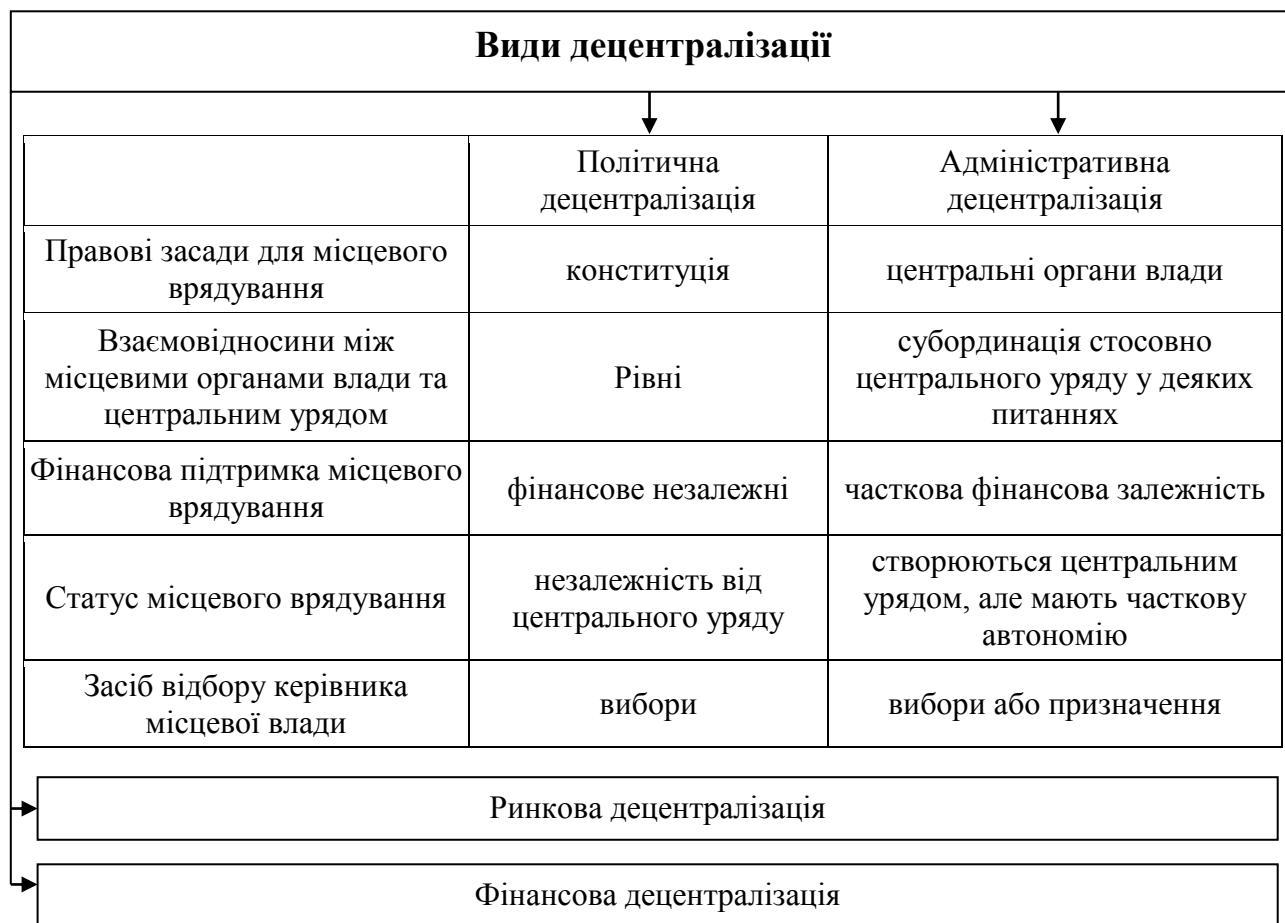 Види децентралізації
Політична
децентралізація
Адміністративна
децентралізація
Правові засади для місцевого
врядування
конституція
центральні органи влади
Взаємовідносини між
місцевими органами влади та
центральним урядом
Рівні
субординація стосовно
центрального уряду у деяких
питаннях
Фінансова підтримка місцевого
врядування
фінансове незалежні
часткова фінансова залежність
Статус місцевого врядування
незалежність від
центрального уряду
створюються центральним
урядом, але мають часткову
автономію
Засіб відбору керівника
місцевої влади
вибори
вибори або призначення
Ринкова децентралізація
Фінансова децентралізація